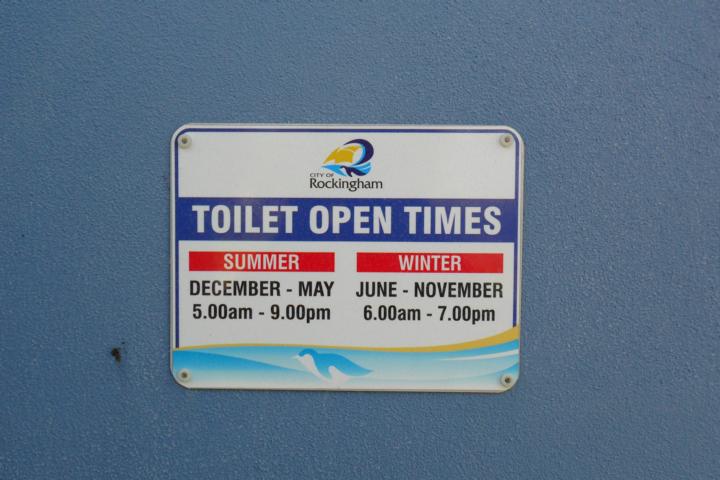 CITY OF
Rockingham
TOILET OPEN TIMES
SUMMER
DECEMBER - MAY
5.00am - 9.00pm
WINTER
JUNE - NOVEMBER
6.00am - 7.00pm